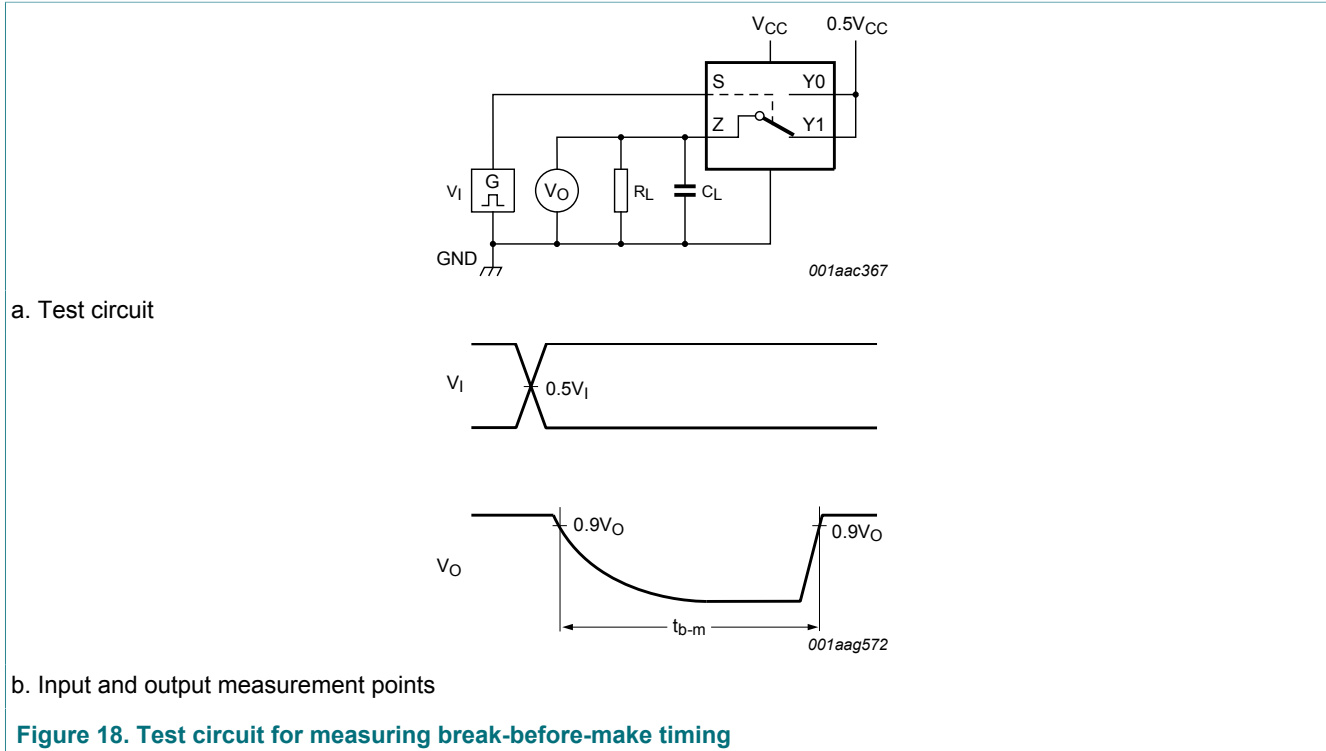 VCC 0.5VCC
S Y0
Z Y1
VI G VO RL CL
GND
001aac367
a. Test circuit
VI 0.5VI
0.9VO 0.9VO
VO
tb-m
001aag572
b. Input and output measurement points
Figure 18. Test circuit for measuring break-before-make timing